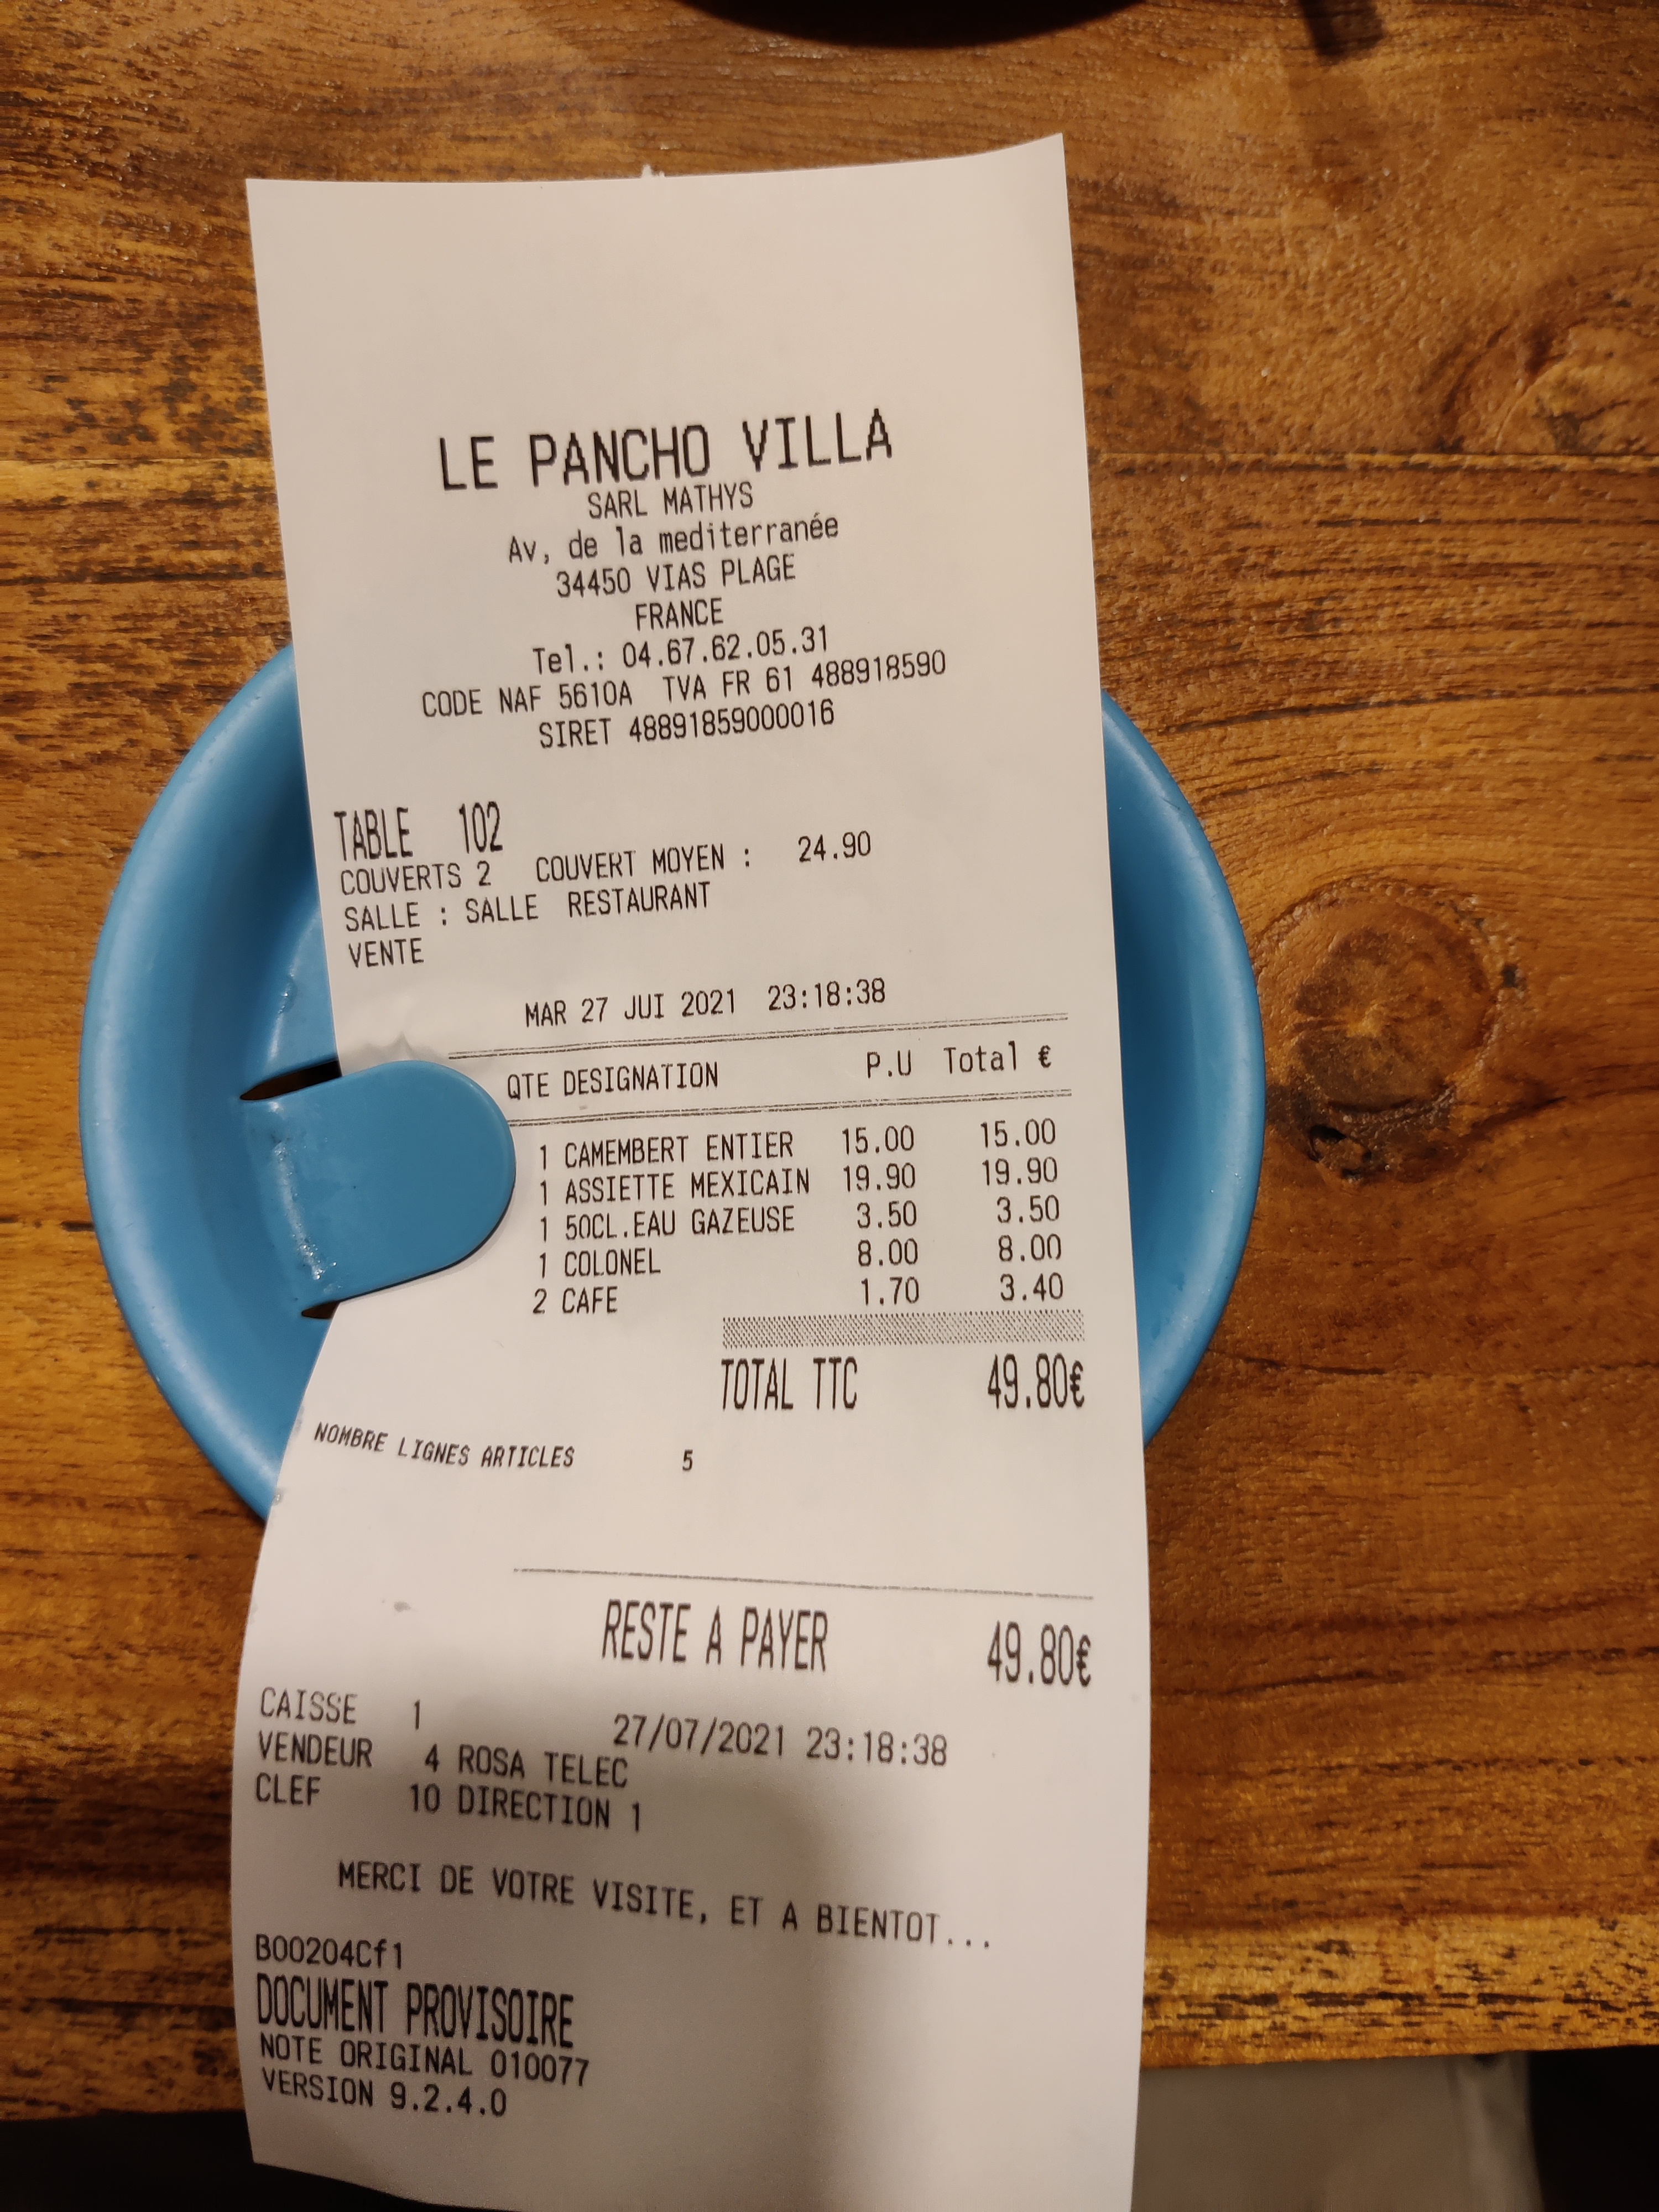 LE PANCHO VILLA
SARL MATHYS
Av, de la mediterranée
34450 VIAS PLAGE
FRANCE
Tel.: 04.67.62.05.31
CODE NAF 5610A TVA FR 61 488918590
SIRET 48891859000016
TABLE 102
COUVERTS 2 COUVERT MOYEN : 24.90
SALLE : SALLE RESTAURANT
VENTE
MAR 27 JUI 2021 23:18:38
QTE DESIGNATION P.U Total €
1 CAMEMBERT ENTIER 15.00 15.00
1 ASSIETTE MEXICAIN 19.90 19.90
1 50CL.EAU GAZEUSE 3.50 3.50
1 COLONEL 8.00 8.00
2 CAFE 1.70 3.40
TOTAL TTC 49.80€
NOMBRE LIGNES ARTICLES 5
RESTE A PAYER 49.80€
CAISSE 1 27/07/2021 23:18:38
VENDEUR 4 ROSA TELEC
CLEF 10 DIRECTION 1
MERCI DE VOTRE VISITE, ET A BIENTOT...
B00204Cf1
DOCUMENT PROVISOIRE
NOTE ORIGINAL 010077
VERSION 9.2.4.0